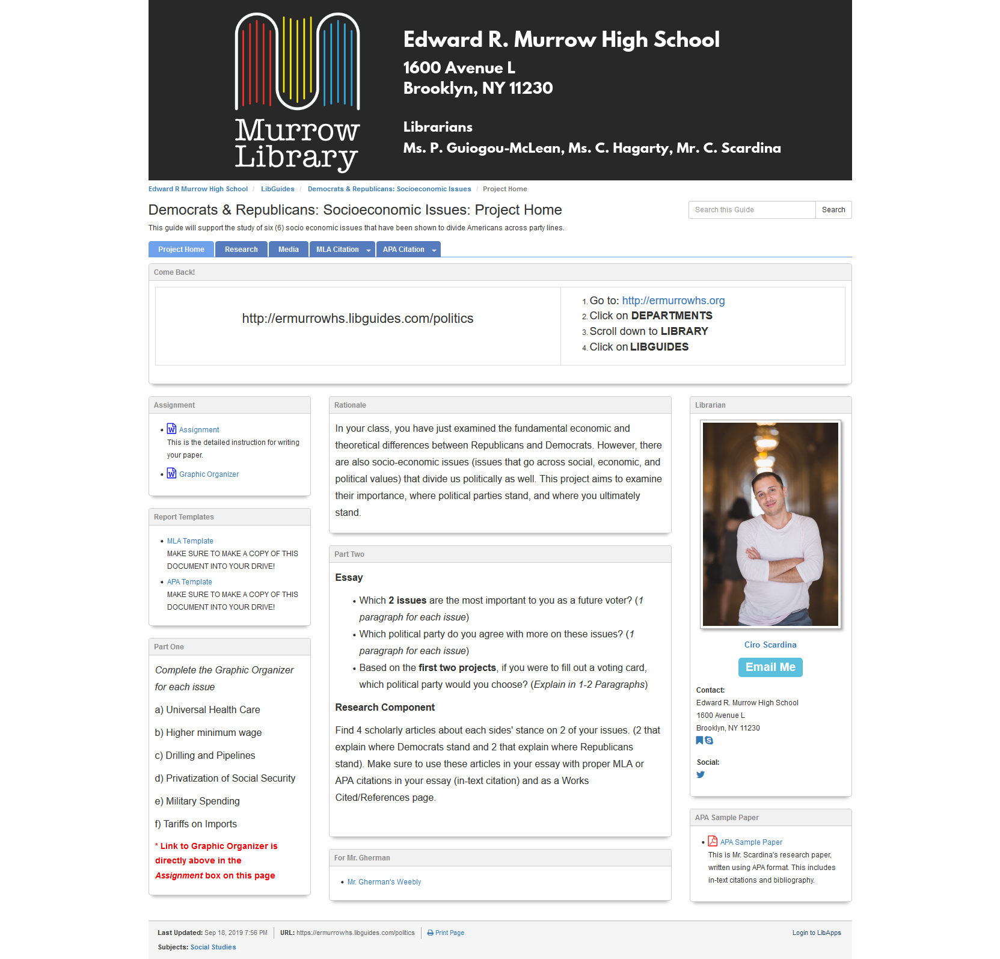 Murrow
Library
Edward R. Murrow High School
1600 Avenue L
Brooklyn, NY 11230
Librarians
Ms. P. Guiogou-McLean, Ms. C. Hagarty, Mr. C. Scardina
Edward R Murrow High School / LibGuides / Democrats & Republicans: Socioeconomic Issues / Project Home
Democrats & Republicans: Socioeconomic Issues: Project Home
Search this Guide Search
This guide will support the study of six (6) socio economic issues that have been shown to divide Americans across party lines.
Project Home Research Media MLA Citation APA Citation
Come Back!
http://ermurrowhs.libguides.com/politics
1. Go to: http://ermurrowhs.org
2. Click on DEPARTMENTS
3. Scroll down to LIBRARY
4. Click on LIBGUIDES
Assignment
• Assignment
This is the detailed instruction for writing
your paper.
• Graphic Organizer
Report Templates
• MLA Template
MAKE SURE TO MAKE A COPY OF THIS
DOCUMENT INTO YOUR DRIVE!
• APA Template
MAKE SURE TO MAKE A COPY OF THIS
DOCUMENT INTO YOUR DRIVE!
Part One
Complete the Graphic Organizer
for each issue
a) Universal Health Care
b) Higher minimum wage
c) Drilling and Pipelines
d) Privatization of Social Security
e) Military Spending
f) Tariffs on Imports
* Link to Graphic Organizer is
directly above in the
Assignment box on this page
Rationale
In your class, you have just examined the fundamental economic and
theoretical differences between Republicans and Democrats. However, there
are also socio-economic issues (issues that go across social, economic, and
political values) that divide us politically as well. This project aims to examine
their importance, where political parties stand, and where you ultimately
stand.
Part Two
Essay
• Which 2 issues are the most important to you as a future voter? (1
paragraph for each issue)
• Which political party do you agree with more on these issues? (1
paragraph for each issue)
• Based on the first two projects, if you were to fill out a voting card,
which political party would you choose? (Explain in 1-2 Paragraphs)
Research Component
Find 4 scholarly articles about each sides' stance on 2 of your issues. (2 that
explain where Democrats stand and 2 that explain where Republicans
stand). Make sure to use these articles in your essay with proper MLA or
APA citations in your essay (in-text citation) and as a Works
Cited/References page.
For Mr. Gherman
• Mr. Gherman's Weebly
Librarian
Ciro Scardina
Email Me
Contact:
Edward R. Murrow High School
1600 Avenue L
Brooklyn, NY 11230
Social:
APA Sample Paper
• APA Sample Paper
This is Mr. Scardina's research paper,
written using APA format. This includes
in-text citations and bibliography.
Last Updated: Sep 18, 2019 7:56 PM URL: https://ermurrowhs.libguides.com/politics Print Page Login to LibApps
Subjects: Social Studies